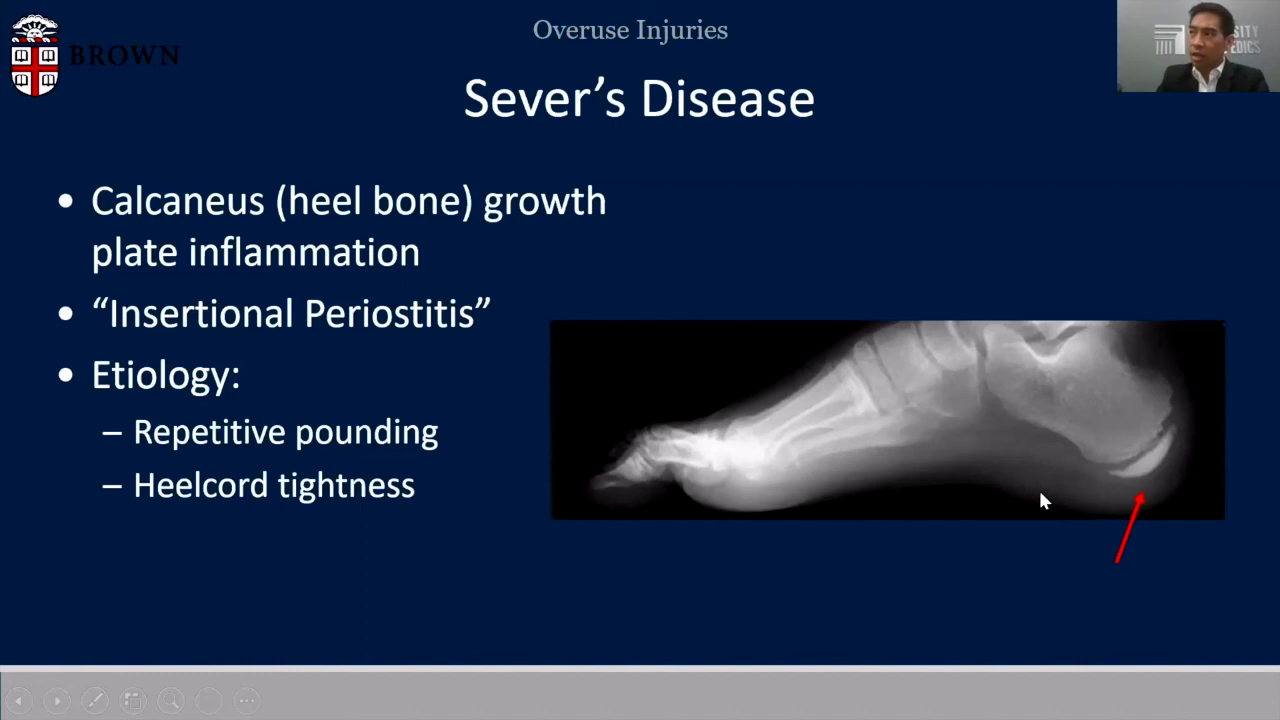 Overuse Injuries
BROWN
Sever’s Disease
• Calcaneus (heel bone) growth
plate inflammation
• “Insertional Periostitis”
• Etiology:
– Repetitive pounding
– Heelcord tightness